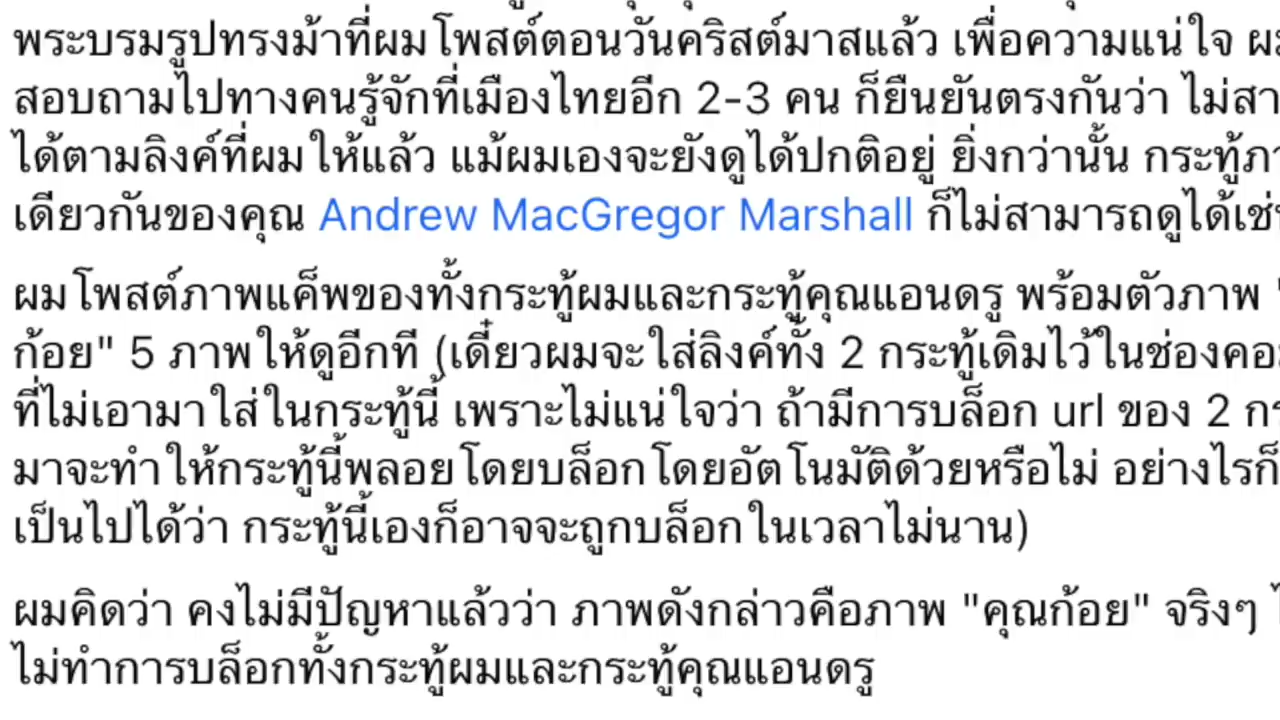 พระบรมรูปทรงม้าที่ผมโพสต์ตอนวันคริสต์มาสแล้ว เพื่อความแน่ใจ
สอบถามไปทางคนรู้จักที่เมืองไทยอีก 2-3 คน ก็ยืนยันตรงกันว่า
ได้ตามลิงค์ที่ผมให้แล้ว แม้ผมเองจะยังดูได้ปกติอยู่ ยิ่งกว่านั้น
เดียวกันของคุณ Andrew MacGregor Marshall ก็ไม่สามารถดูได้
ผมโพสต์ภาพแค็พของทั้งกระทู้ผมและกระทู้คุณแอนดรู พร้อมตัวภาพ "
ก้อย" 5 ภาพให้ดูอีกที (เดี๋ยวผมจะใส่ลิงค์ทั้ง 2 กระทู้เดิมไว้ในช่อง
ที่ไม่เอามาใส่ในกระทู้นี้ เพราะไม่แน่ใจว่า ถ้ามีการบล็อก url ของ 2
มาจะทำให้กระทู้นี้พลอยโดยบล็อกโดยอัตโนมัติด้วยหรือไม่ อย่างไรก็
เป็นไปได้ว่า กระทู้นี้เองก็อาจจะถูกบล็อกในเวลาไม่นาน)
ผมคิดว่า คงไม่มีปัญหาแล้วว่า ภาพดังกล่าวคือภาพ "คุณก้อย" จริงๆ
ไม่ทำการบล็อกทั้งกระทู้ผมและกระทู้คุณแอนดรู